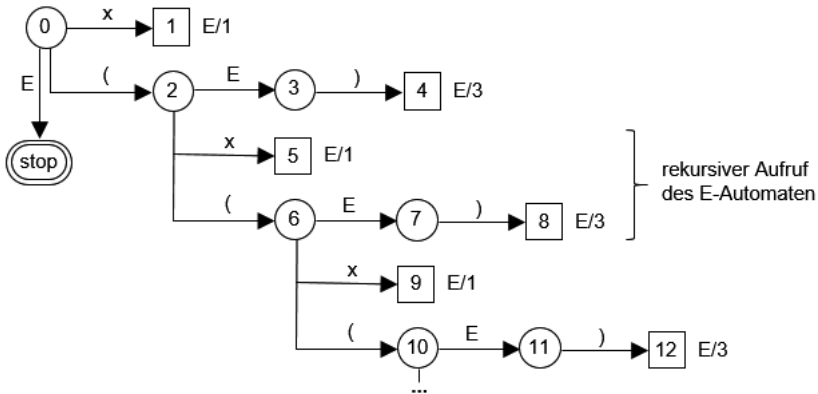 0 x 1 E/1
E ( 2 E 3 ) 4 E/3
stop
x 5 E/1
rekursiver Aufruf
des E-Automaten
( 6 E 7 ) 8 E/3
x 9 E/1
( 10 E 11 ) 12 E/3
...